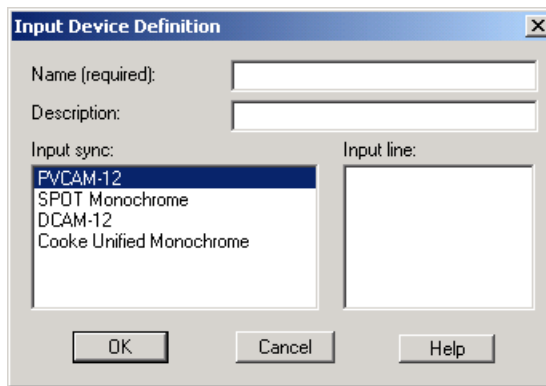 Input Device Definition
Name (required):
Description:
Input sync:
Input line:
PVCAM-12
SPOT Monochrome
DCAM-12
Cooke Unified Monochrome
OK
Cancel
Help